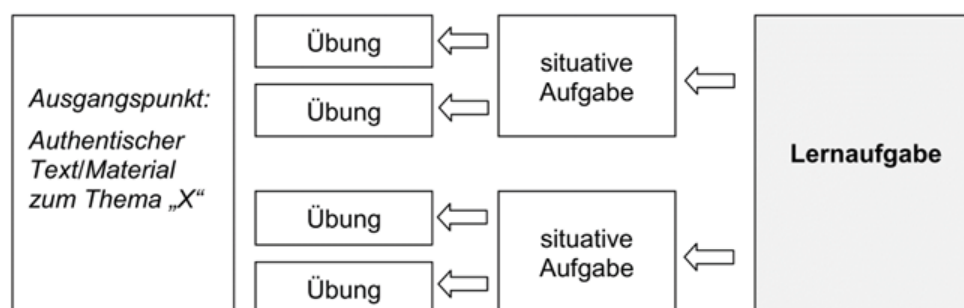 Ausgangspunkt:
Authentischer
Text/Material
zum Thema „X“
Übung
Übung
situative
Aufgabe
Übung
Übung
situative
Aufgabe
Lernaufgabe